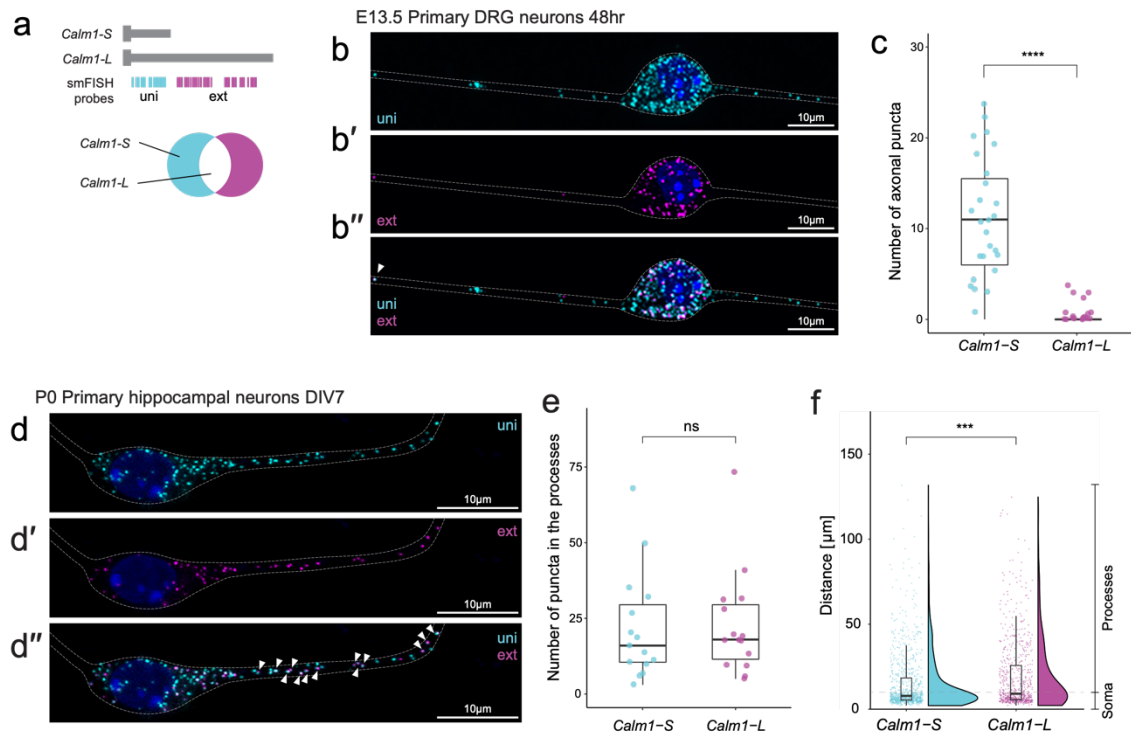 a
Calm1-S
Calm1-L
smFISH
probes
uni
ext
Calm1-S
Calm1-L
E13.5 Primary DRG neurons 48hr
b
uni
10µm
b′
ext
10µm
b″
uni
ext
10µm
c
****
Number of axonal puncta
30
20
10
0
Calm1−S
Calm1−L
P0 Primary hippocampal neurons DIV7
d
uni
10µm
d′
ext
10µm
d″
uni
ext
10µm
e
ns
Number of puncta in the processes
75
50
25
0
Calm1−S
Calm1−L
f
***
Distance [µm]
150
100
50
0
Calm1−S
Calm1−L
Processes
Soma